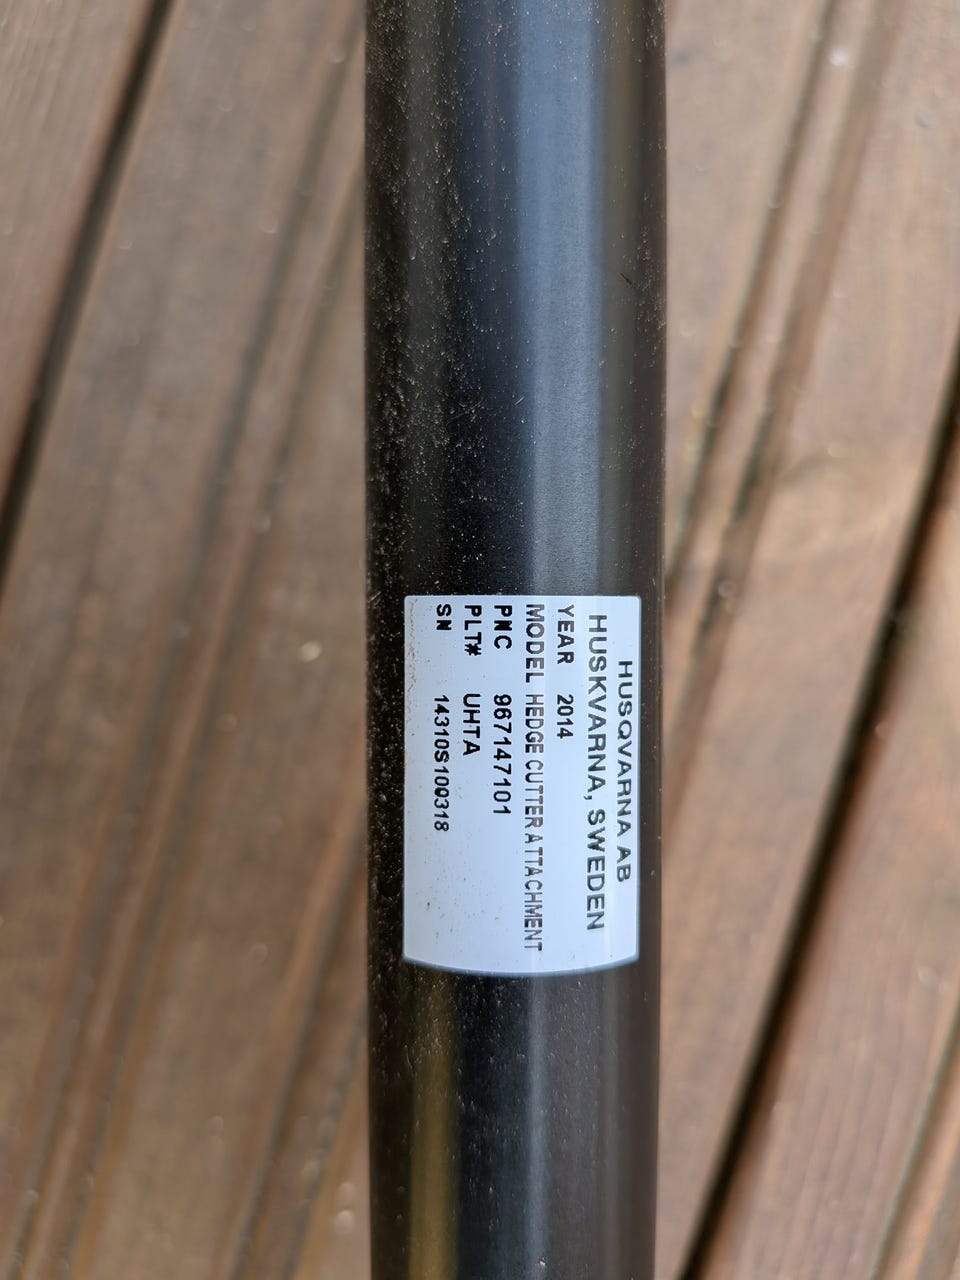 HUSQVARNA AB
HUSKVARNA, SWEDEN
YEAR 2014
MODEL HEDGE CUTTER ATTACHMENT
PNC 967147101
PLT# UHTA
SN 14310S100318